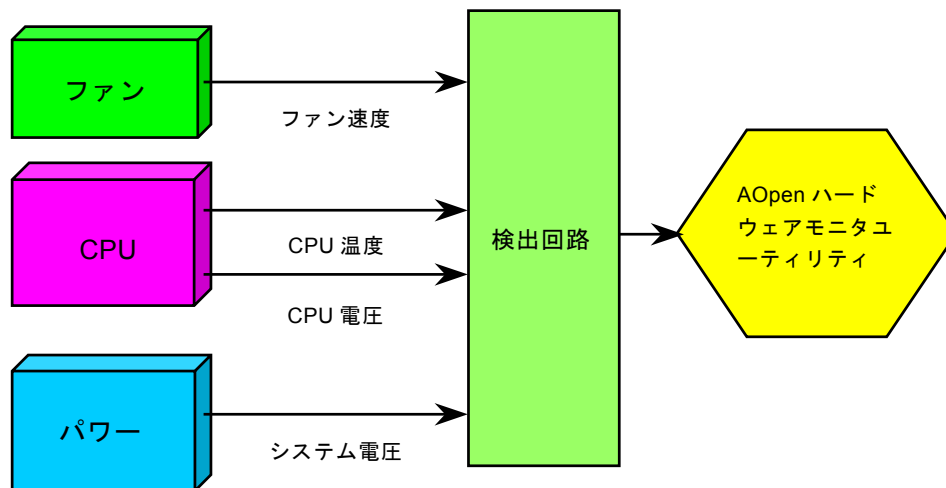 ファン
ファン速度
CPU
CPU 温度
CPU 電圧
パワー
システム電圧
検出回路
AOpen ハード
ウェアモニタユ
ーティリティ